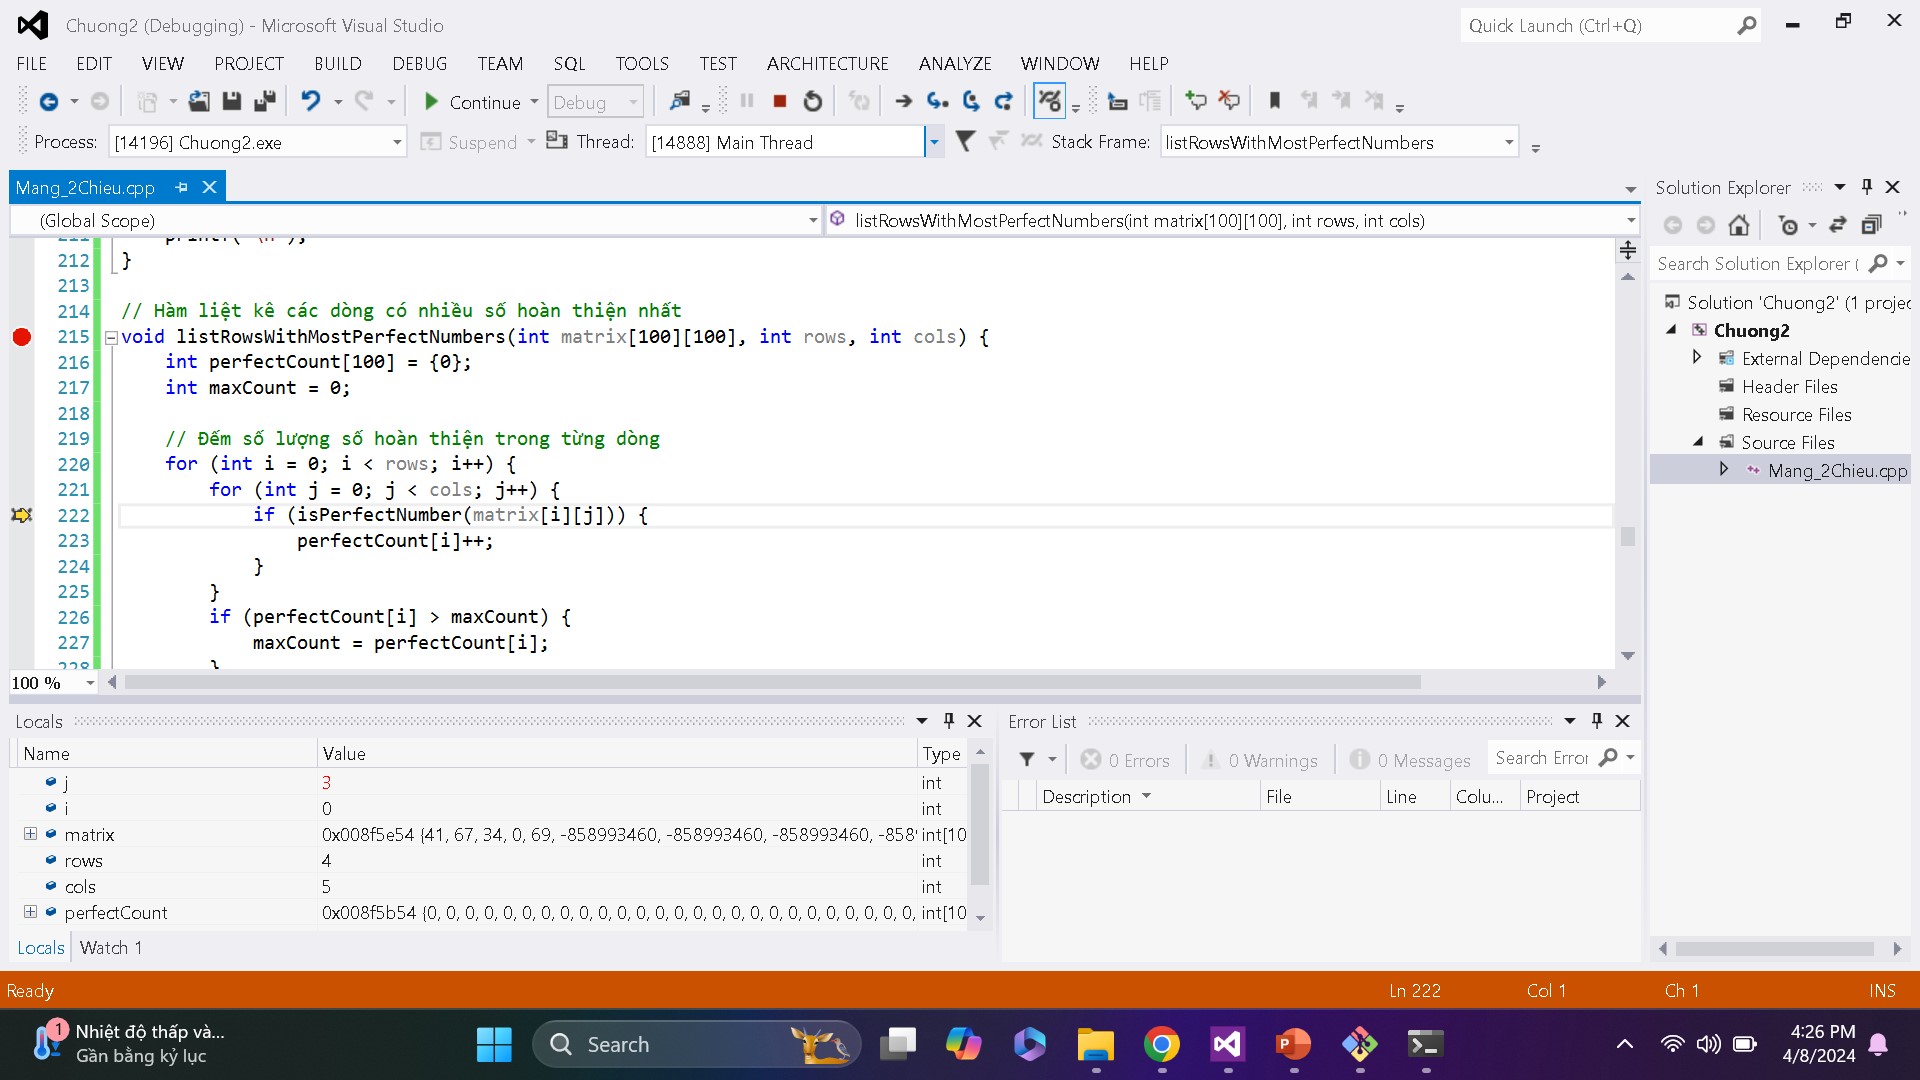 Chuong2 (Debugging) - Microsoft Visual Studio
Quick Launch (Ctrl+Q)
FILE EDIT VIEW PROJECT BUILD DEBUG TEAM SQL TOOLS TEST ARCHITECTURE ANALYZE WINDOW HELP
Continue Debug
Process: [14196] Chuong2.exe Suspend Thread: [14888] Main Thread Stack Frame: listRowsWithMostPerfectNumbers
Mang_2Chieu.cpp
(Global Scope) listRowsWithMostPerfectNumbers(int matrix[100][100], int rows, int cols)
212 }
213
214 // Hàm liệt kê các dòng có nhiều số hoàn thiện nhất
215 void listRowsWithMostPerfectNumbers(int matrix[100][100], int rows, int cols) {
216 int perfectCount[100] = {0};
217 int maxCount = 0;
218
219 // Đếm số lượng số hoàn thiện trong từng dòng
220 for (int i = 0; i < rows; i++) {
221 for (int j = 0; j < cols; j++) {
222 if (isPerfectNumber(matrix[i][j])) {
223 perfectCount[i]++;
224 }
225 }
226 if (perfectCount[i] > maxCount) {
227 maxCount = perfectCount[i];
228 }
100 %
Solution Explorer
Search Solution Explorer (
Solution 'Chuong2' (1 projec
Chuong2
External Dependencie
Header Files
Resource Files
Source Files
Mang_2Chieu.cpp
Locals
Name Value Type
j 3 int
i 0 int
matrix 0x008f5e54 {41, 67, 34, 0, 69, -858993460, -858993460, -858993460, -858 int[10
rows 4 int
cols 5 int
perfectCount 0x008f5b54 {0, 0, 0, 0, 0, 0, 0, 0, 0, 0, 0, 0, 0, 0, 0, 0, 0, 0, 0, 0, 0, 0, 0, 0, 0, 0, int[10
Locals Watch 1
Error List
0 Errors 0 Warnings 0 Messages Search Error
Description File Line Colu... Project
Ready Ln 222 Col 1 Ch 1 INS
1 Nhiệt độ thấp và...
Gần bằng kỷ lục
Search
4:26 PM
4/8/2024